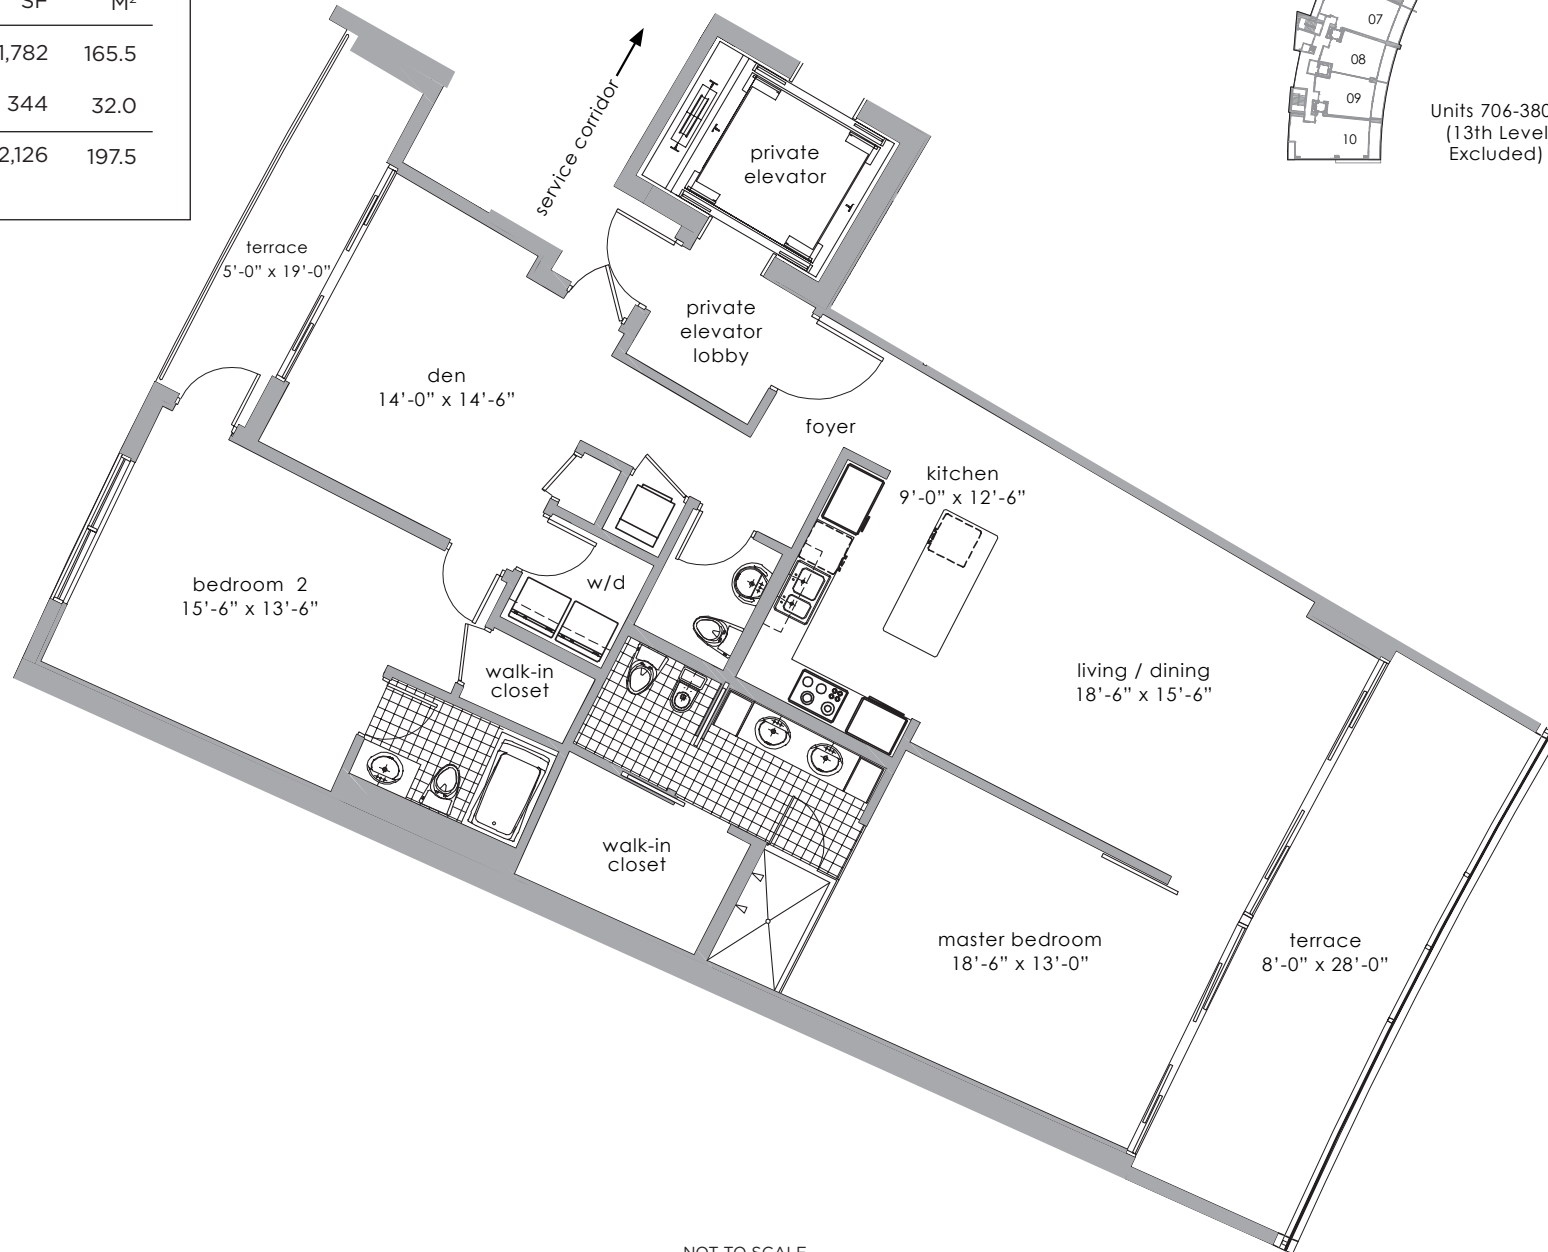 SF M²
1,782 165.5
344 32.0
2,126 197.5
07
08
09
10
(13th Level
Excluded)
service corridor
private
elevator
terrace
5'-0" x 19'-0"
private
elevator
lobby
den
14'-0" x 14'-6"
foyer
kitchen
9'-0" x 12'-6"
bedroom 2
15'-6" x 13'-6"
w/d
walk-in
closet
living / dining
18'-6" x 15'-6"
walk-in
closet
master bedroom
18'-6" x 13'-0"
terrace
8'-0" x 28'-0"
NOT TO SCALE